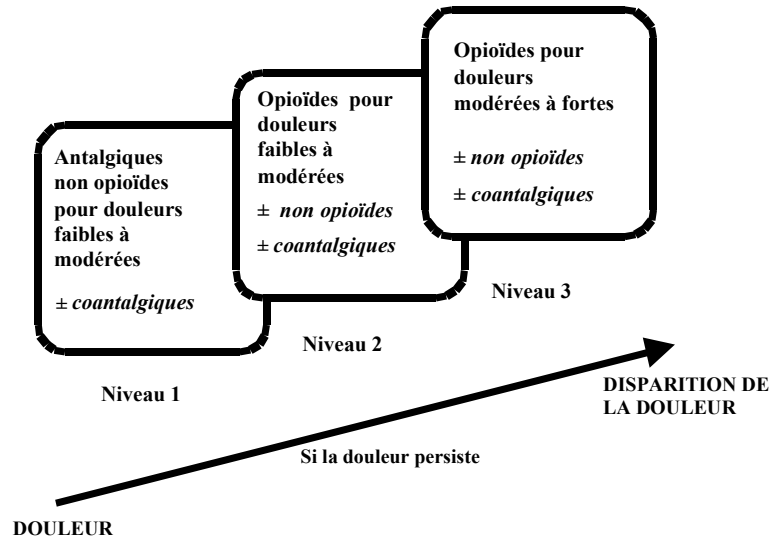 Antalgiques
non opioïdes
pour douleurs
faibles à
modérées
± coantalgiques
Niveau 1
Opioïdes pour
douleurs
faibles à
modérées
± non opioïdes
± coantalgiques
Niveau 2
Opioïdes pour
douleurs
modérées à fortes
± non opioïdes
± coantalgiques
Niveau 3
DOULEUR
Si la douleur persiste
DISPARITION DE
LA DOULEUR